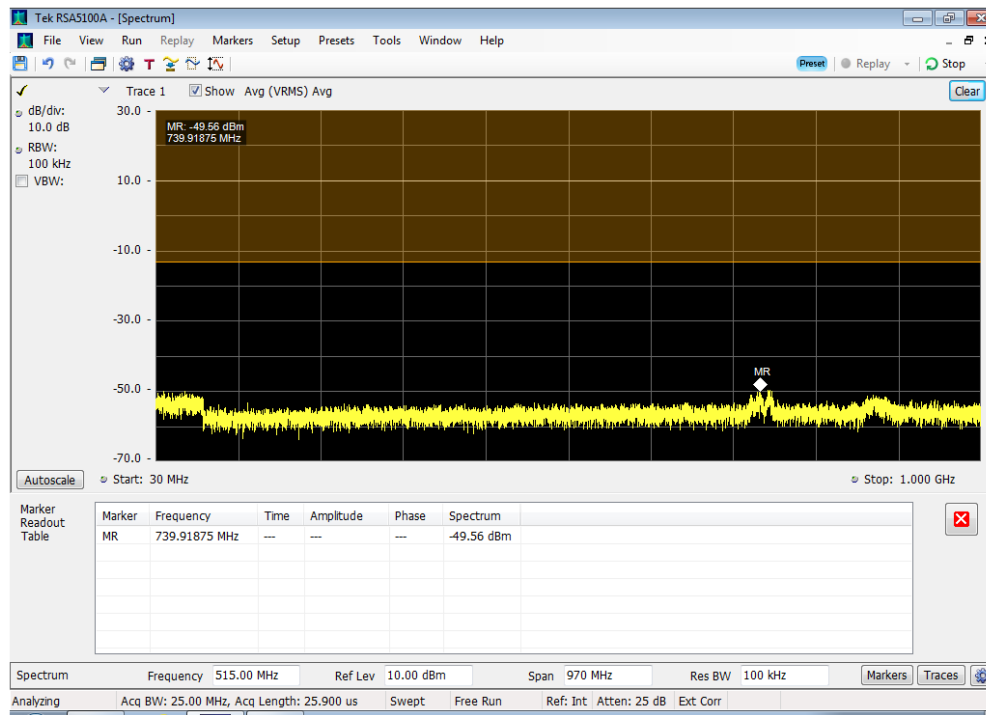 Tek RSA5100A - [Spectrum]
File View Run Replay Markers Setup Presets Tools Window Help
T Preset Replay Stop
Trace 1 Show Avg (VRMS) Avg Clear
dB/div:
10.0 dB
RBW:
100 kHz
VBW:
30.0
10.0
-10.0
-30.0
-50.0
-70.0
MR: -49.56 dBm
739.91875 MHz
MR
Autoscale Start: 30 MHz Stop: 1.000 GHz
Marker
Readout
Table
Marker Frequency Time Amplitude Phase Spectrum
MR 739.91875 MHz --- --- --- -49.56 dBm
Spectrum Frequency 515.00 MHz Ref Lev 10.00 dBm Span 970 MHz Res BW 100 kHz Markers Traces
Analyzing Acq BW: 25.00 MHz, Acq Length: 25.900 us Swept Free Run Ref: Int Atten: 25 dB Ext Corr